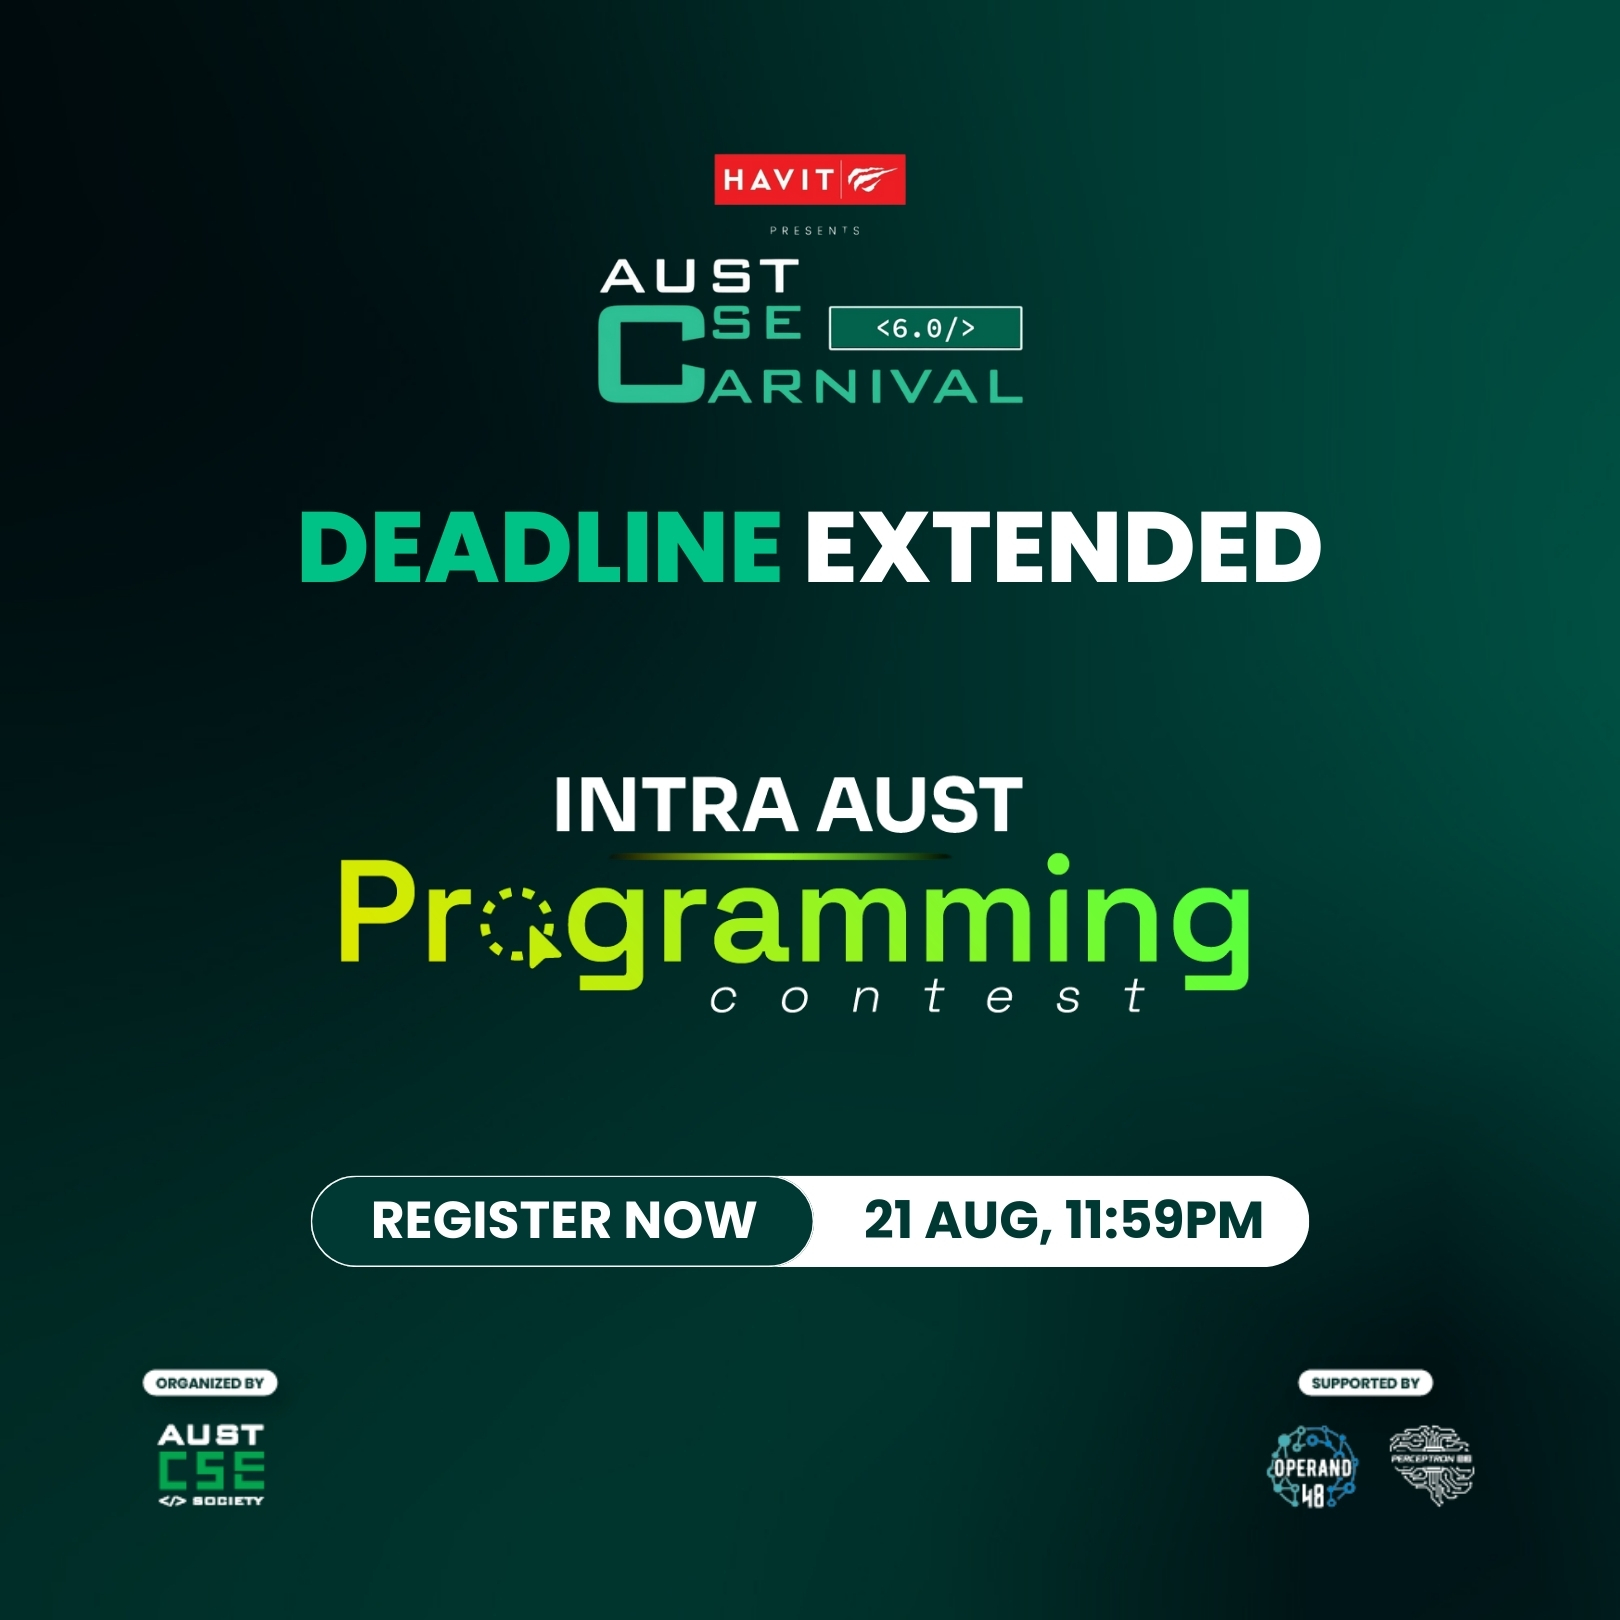 HAVIT
PRESENTS
AUST
CSE <6.0/>
CARNIVAL
DEADLINE EXTENDED
INTRA AUST
Programming
contest
REGISTER NOW 21 AUG, 11:59PM
ORGANIZED BY
AUST
CSE
</> SOCIETY
SUPPORTED BY
OPERAND
48
PERCEPTRON